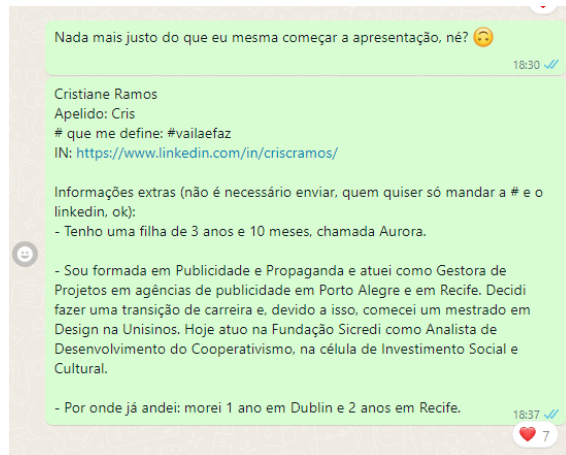 Nada mais justo do que eu mesma começar a apresentação, né? 🙃
18:30
Cristiane Ramos
Apelido: Cris
# que me define: #vailaefaz
IN: https://www.linkedin.com/in/criscramos/
Informações extras (não é necessário enviar, quem quiser só mandar a # e o
linkedin, ok):
- Tenho uma filha de 3 anos e 10 meses, chamada Aurora.
- Sou formada em Publicidade e Propaganda e atuei como Gestora de
Projetos em agências de publicidade em Porto Alegre e em Recife. Decidi
fazer uma transição de carreira e, devido a isso, comecei um mestrado em
Design na Unisinos. Hoje atuo na Fundação Sicredi como Analista de
Desenvolvimento do Cooperativismo, na célula de Investimento Social e
Cultural.
- Por onde já andei: morei 1 ano em Dublin e 2 anos em Recife.
18:37
❤️ 7